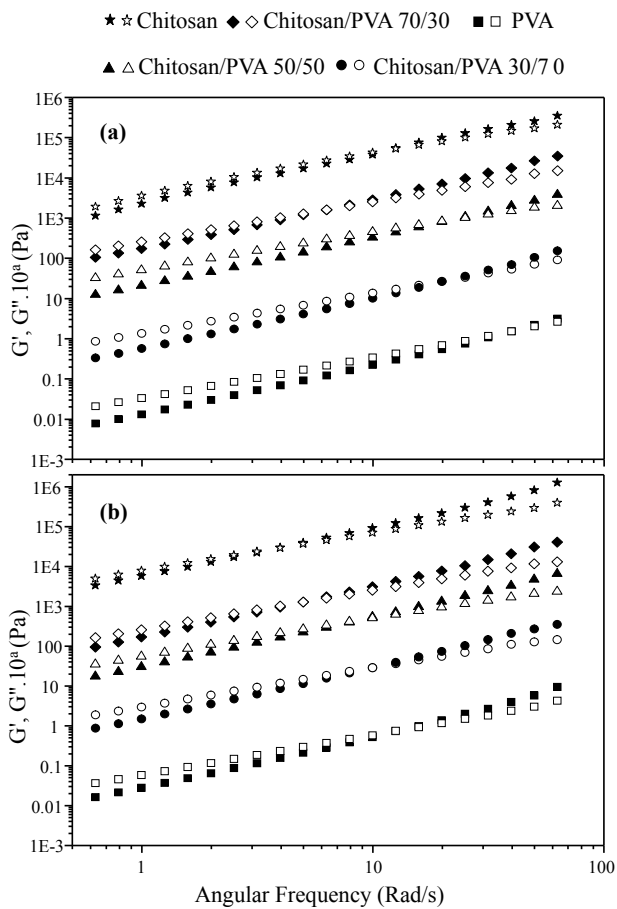 ★ ☆ Chitosan ◆ ◇ Chitosan/PVA 70/30 ■ □ PVA
▲ △ Chitosan/PVA 50/50 ● ○ Chitosan/PVA 30/7 0
1E6
(a)
1E5
1E4
1E3
100
10
1
0.1
0.01
1E-3
G', G".10ᵃ (Pa)
1E6
(b)
1E5
1E4
1E3
100
10
1
0.1
0.01
1E-3
G', G".10ᵃ (Pa)
1 10 100
Angular Frequency (Rad/s)